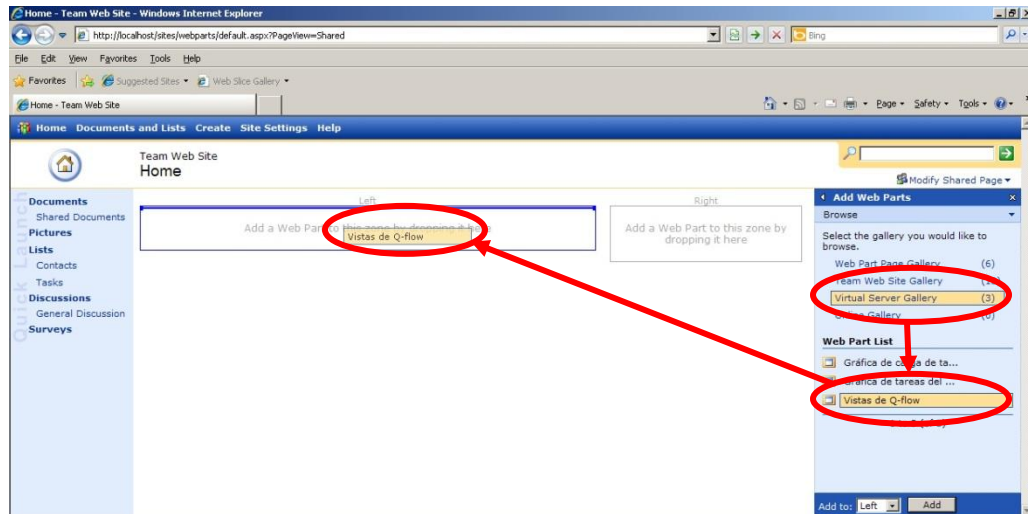 Home - Team Web Site - Windows Internet Explorer
http://localhost/sites/webparts/default.aspx?PageView=Shared
Bing
File Edit View Favorites Tools Help
Favorites Suggested Sites Web Slice Gallery
Home - Team Web Site
Page Safety Tools
Home Documents and Lists Create Site Settings Help
Team Web Site
Home
Modify Shared Page
Quick Launch
Documents
Shared Documents
Pictures
Lists
Contacts
Tasks
Discussions
General Discussion
Surveys
Left
Add a Web Part to this zone by dropping it here
Vistas de Q-flow
Right
Add a Web Part to this zone by
dropping it here
Add Web Parts
Browse
Select the gallery you would like to
browse.
Web Part Page Gallery (6)
Team Web Site Gallery
Virtual Server Gallery (3)
Online Gallery
Web Part List
Gráfica de carga de ta...
Gráfica de tareas del ...
Vistas de Q-flow
Add to: Left Add